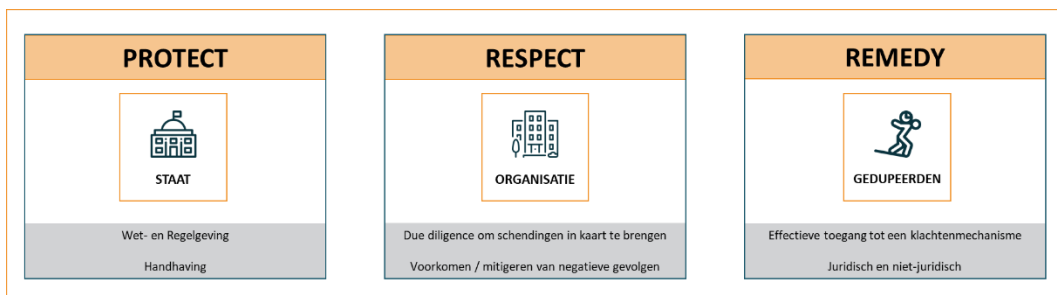 PROTECT
STAAT
Wet- en Regelgeving
Handhaving
RESPECT
ORGANISATIE
Due diligence om schendingen in kaart te brengen
Voorkomen / mitigeren van negatieve gevolgen
REMEDY
GEDUPEERDEN
Effectieve toegang tot een klachtenmechanisme
Juridisch en niet-juridisch